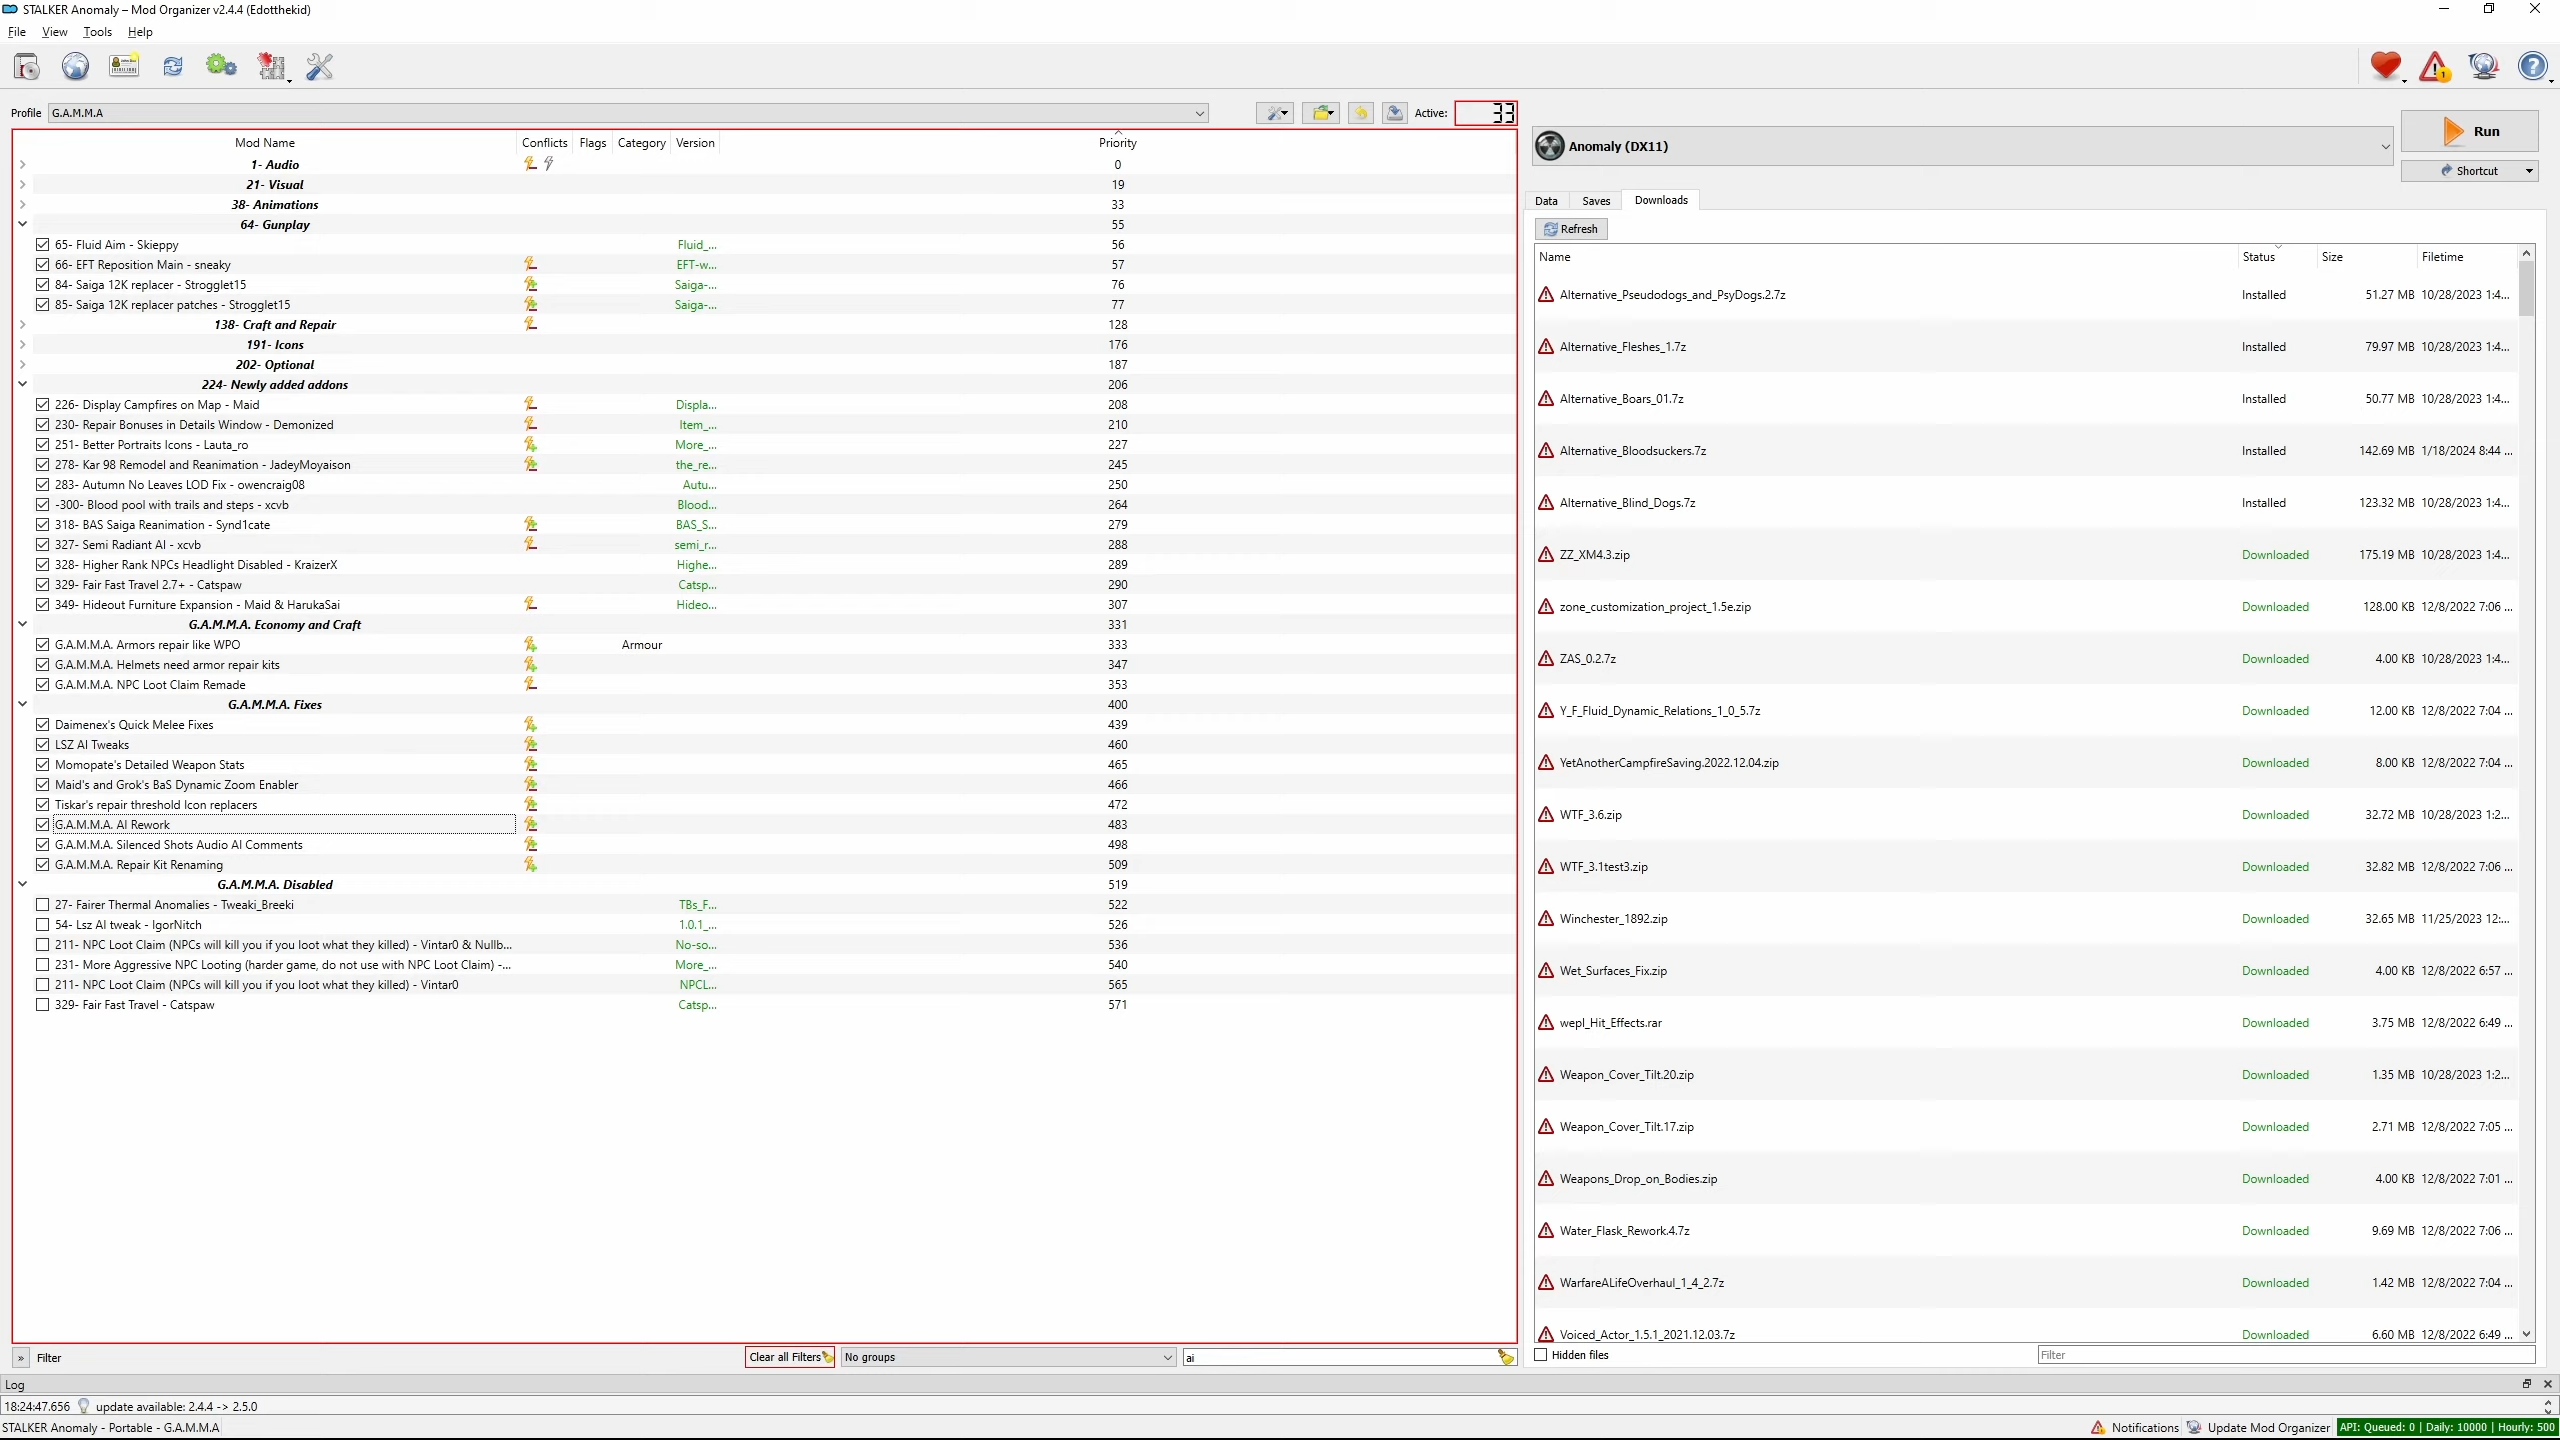 STALKER Anomaly – Mod Organizer v2.4.4 (Edotthekid)
File View Tools Help
Profile G.A.M.M.A Active: 33
Mod Name Conflicts Flags Category Version Priority
1- Audio 0
21- Visual 19
38- Animations 33
64- Gunplay 55
65- Fluid Aim - Skieppy Fluid_... 56
66- EFT Reposition Main - sneaky EFT-w... 57
84- Saiga 12K replacer - Strogglet15 Saiga-... 76
85- Saiga 12K replacer patches - Strogglet15 Saiga-... 77
138- Craft and Repair 128
191- Icons 176
202- Optional 187
224- Newly added addons 206
226- Display Campfires on Map - Maid Displa... 208
230- Repair Bonuses in Details Window - Demonized Item_... 210
251- Better Portraits Icons - Lauta_ro More_... 227
278- Kar 98 Remodel and Reanimation - JadeyMoyaison the_re... 245
283- Autumn No Leaves LOD Fix - owencraig08 Autu... 250
-300- Blood pool with trails and steps - xcvb Blood... 264
318- BAS Saiga Reanimation - Synd1cate BAS_S... 279
327- Semi Radiant AI - xcvb semi_r... 288
328- Higher Rank NPCs Headlight Disabled - KraizerX Highe... 289
329- Fair Fast Travel 2.7+ - Catspaw Catsp... 290
349- Hideout Furniture Expansion - Maid & HarukaSai Hideo... 307
G.A.M.M.A. Economy and Craft 331
G.A.M.M.A. Armors repair like WPO Armour 333
G.A.M.M.A. Helmets need armor repair kits 347
G.A.M.M.A. NPC Loot Claim Remade 353
G.A.M.M.A. Fixes 400
Daimenex's Quick Melee Fixes 439
LSZ AI Tweaks 460
Momopate's Detailed Weapon Stats 465
Maid's and Grok's BaS Dynamic Zoom Enabler 466
Tiskar's repair threshold Icon replacers 472
G.A.M.M.A. AI Rework 483
G.A.M.M.A. Silenced Shots Audio AI Comments 498
G.A.M.M.A. Repair Kit Renaming 509
G.A.M.M.A. Disabled 519
27- Fairer Thermal Anomalies - Tweaki_Breeki TBs_F... 522
54- Lsz AI tweak - IgorNitch 1.0.1_... 526
211- NPC Loot Claim (NPCs will kill you if you loot what they killed) - Vintar0 & Nullb... No-so... 536
231- More Aggressive NPC Looting (harder game, do not use with NPC Loot Claim) -... More_... 540
211- NPC Loot Claim (NPCs will kill you if you loot what they killed) - Vintar0 NPCL... 565
329- Fair Fast Travel - Catspaw Catsp... 571
» Filter Clear all Filters No groups ai
Anomaly (DX11)
Run
Shortcut
Data Saves Downloads
Refresh
Name Status Size Filetime
Alternative_Pseudodogs_and_PsyDogs.2.7z Installed 51.27 MB 10/28/2023 1:4...
Alternative_Fleshes_1.7z Installed 79.97 MB 10/28/2023 1:4...
Alternative_Boars_01.7z Installed 50.77 MB 10/28/2023 1:4...
Alternative_Bloodsuckers.7z Installed 142.69 MB 1/18/2024 8:44 ...
Alternative_Blind_Dogs.7z Installed 123.32 MB 10/28/2023 1:4...
ZZ_XM4.3.zip Downloaded 175.19 MB 10/28/2023 1:4...
zone_customization_project_1.5e.zip Downloaded 128.00 KB 12/8/2022 7:06 ...
ZAS_0.2.7z Downloaded 4.00 KB 10/28/2023 1:4...
Y_F_Fluid_Dynamic_Relations_1_0_5.7z Downloaded 12.00 KB 12/8/2022 7:04 ...
YetAnotherCampfireSaving.2022.12.04.zip Downloaded 8.00 KB 12/8/2022 7:04 ...
WTF_3.6.zip Downloaded 32.72 MB 10/28/2023 1:2...
WTF_3.1test3.zip Downloaded 32.82 MB 12/8/2022 7:06 ...
Winchester_1892.zip Downloaded 32.65 MB 11/25/2023 12:...
Wet_Surfaces_Fix.zip Downloaded 4.00 KB 12/8/2022 6:57 ...
wepl_Hit_Effects.rar Downloaded 3.75 MB 12/8/2022 6:49 ...
Weapon_Cover_Tilt.20.zip Downloaded 1.35 MB 10/28/2023 1:2...
Weapon_Cover_Tilt.17.zip Downloaded 2.71 MB 12/8/2022 7:05 ...
Weapons_Drop_on_Bodies.zip Downloaded 4.00 KB 12/8/2022 7:01 ...
Water_Flask_Rework.4.7z Downloaded 9.69 MB 12/8/2022 7:06 ...
WarfareALifeOverhaul_1_4_2.7z Downloaded 1.42 MB 12/8/2022 7:04 ...
Voiced_Actor_1.5.1_2021.12.03.7z Downloaded 6.60 MB 12/8/2022 6:49 ...
Hidden files Filter
Log
18:24:47.656 update available: 2.4.4 -> 2.5.0
STALKER Anomaly - Portable - G.A.M.M.A Notifications Update Mod Organizer API: Queued: 0 | Daily: 10000 | Hourly: 500